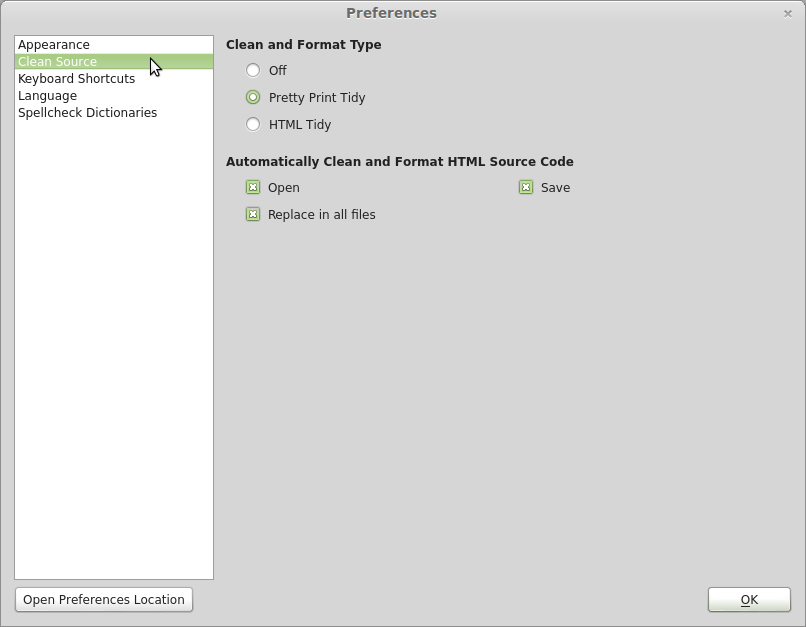 Preferences
Appearance
Clean Source
Keyboard Shortcuts
Language
Spellcheck Dictionaries
Clean and Format Type
Off
Pretty Print Tidy
HTML Tidy
Automatically Clean and Format HTML Source Code
Open Save
Replace in all files
Open Preferences Location OK